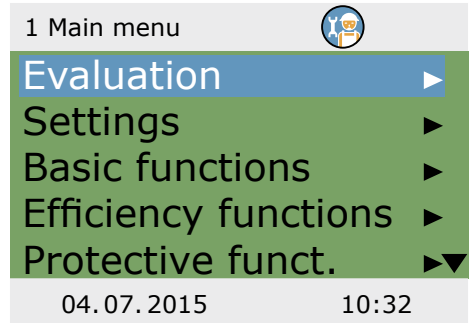 1 Main menu
Evaluation
Settings
Basic functions
Efficiency functions
Protective funct.
04.07.2015 10:32